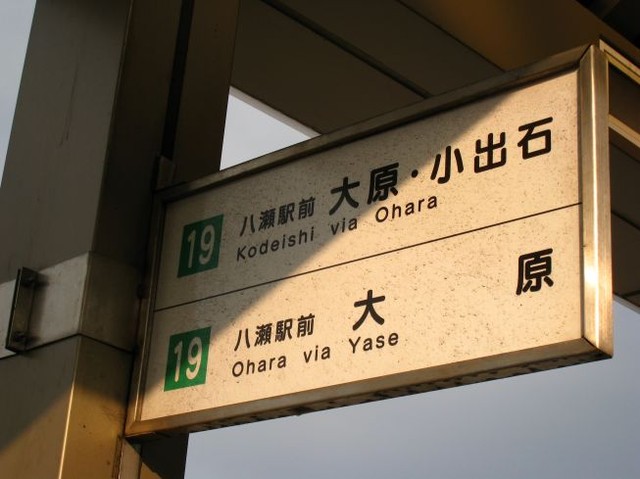 19 八瀬駅前 大原・小出石
Kodeishi via Ohara
19 八瀬駅前 大原
Ohara via Yase